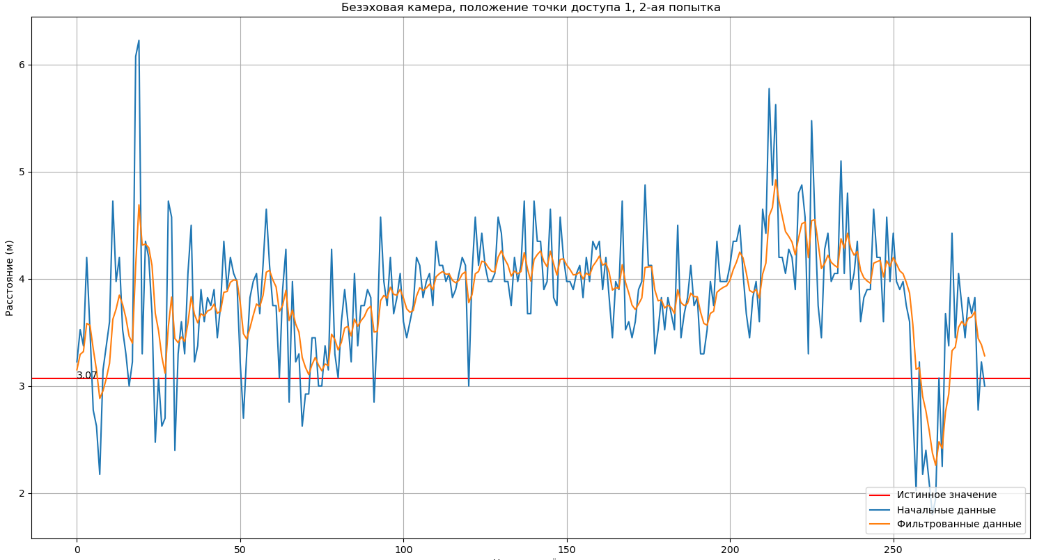 Безэховая камера, положение точки доступа 1, 2-ая попытка
Расстояние (м)
6
5
4
3
2
3.07
0
50
100
150
200
250
Истинное значение
Начальные данные
Фильтрованные данные